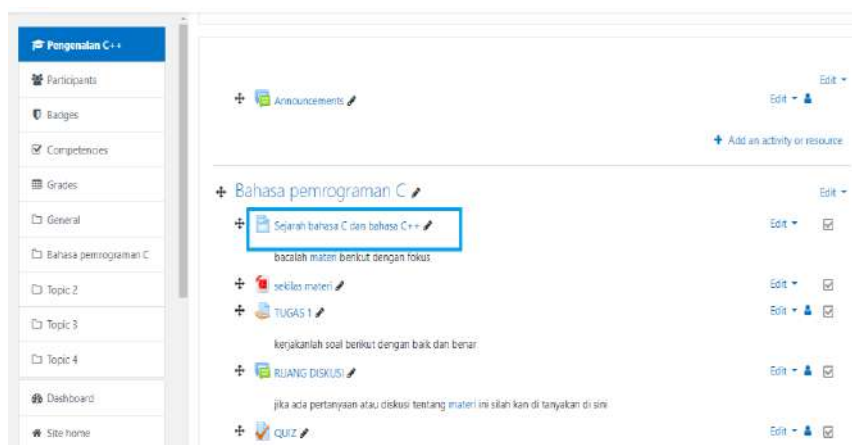 Pengenalan C++
Participants
Badges
Competencies
Grades
General
Bahasa pemrograman C
Topic 2
Topic 3
Topic 4
Dashboard
Site home
Edit
Announcements
Edit
Add an activity or resource
Bahasa pemrograman C
Edit
Sejarah bahasa C dan bahasa C++
Edit
bacalah materi berikut dengan fokus
sekilas materi
Edit
TUGAS 1
Edit
kerjakanlah soal berikut dengan baik dan benar
RUANG DISKUSI
Edit
jika ada pertanyaan atau diskusi tentang materi ini silah kan di tanyakan di sini
QUIZ
Edit